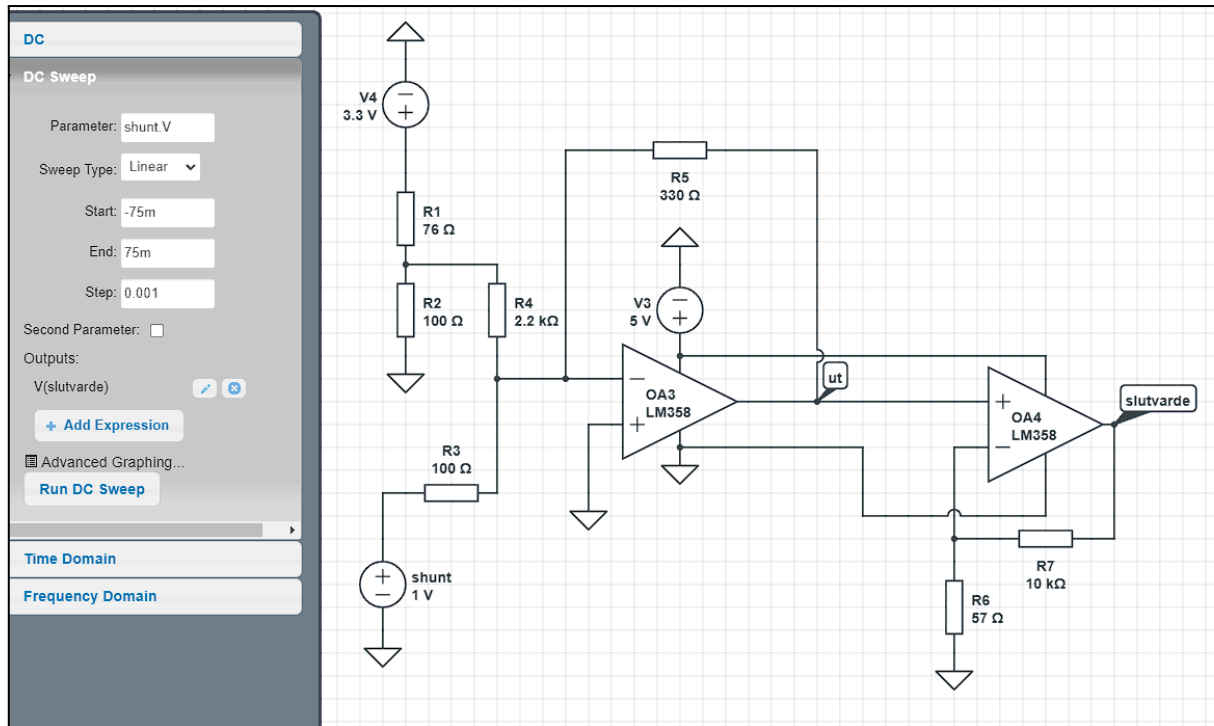 DC
DC Sweep
Parameter: shunt.V
Sweep Type: Linear
Start: -75m
End: 75m
Step: 0.001
Second Parameter:
Outputs:
V(slutvarde)
+ Add Expression
Advanced Graphing...
Run DC Sweep
Time Domain
Frequency Domain
V4
3.3 V
R1
76 Ω
R2
100 Ω
R4
2.2 kΩ
R3
100 Ω
shunt
1 V
R5
330 Ω
V3
5 V
OA3
LM358
ut
OA4
LM358
slutvarde
R7
10 kΩ
R6
57 Ω